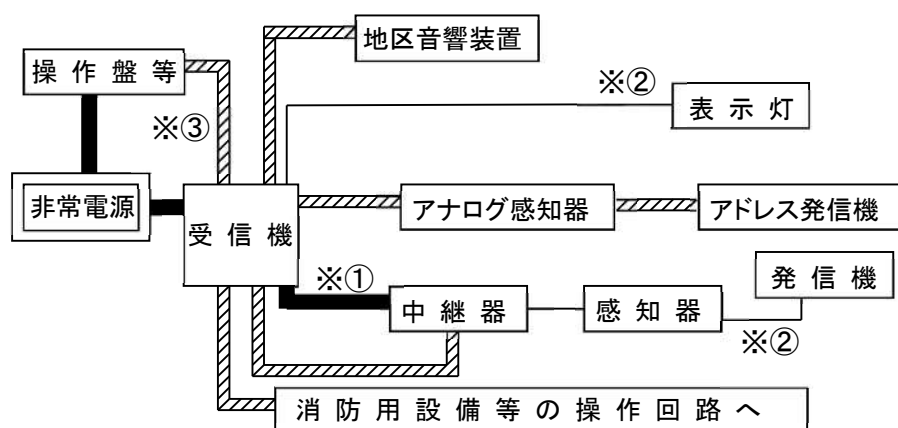 地区音響装置
操作盤等
※②
表示灯
※③
非常電源
受信機
アナログ感知器
アドレス発信機
※①
発信機
中継器
感知器
※②
消防用設備等の操作回路へ